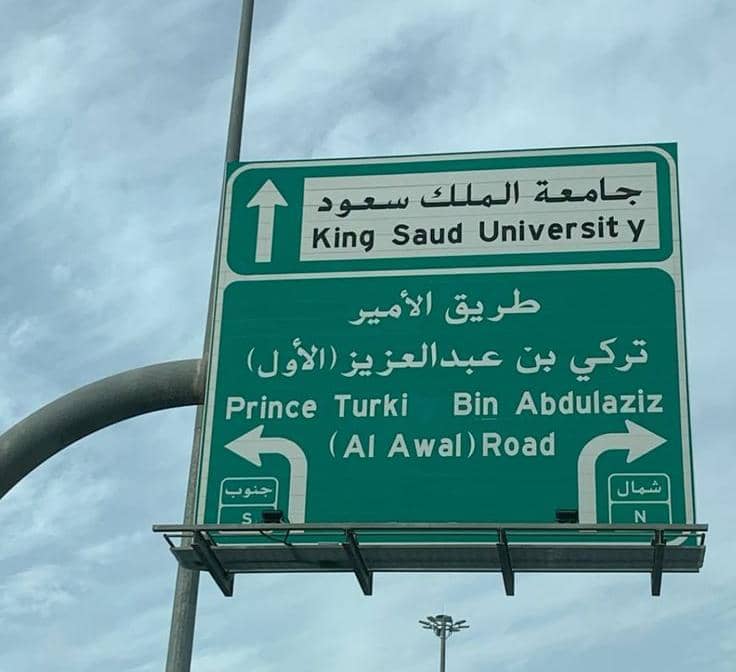 جامعة الملك سعود
King Saud University
طريق الأمير
تركي بن عبدالعزيز (الأول)
Prince Turki Bin Abdulaziz
(Al Awal) Road
جنوب
S
شمال
N